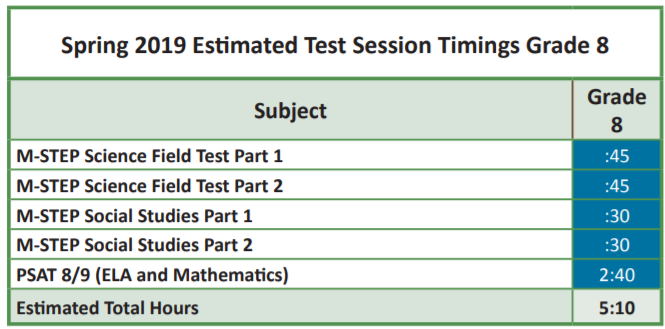 Spring 2019 Estimated Test Session Timings Grade 8
Subject
Grade
8
M-STEP Science Field Test Part 1 :45
M-STEP Science Field Test Part 2 :45
M-STEP Social Studies Part 1 :30
M-STEP Social Studies Part 2 :30
PSAT 8/9 (ELA and Mathematics) 2:40
Estimated Total Hours 5:10